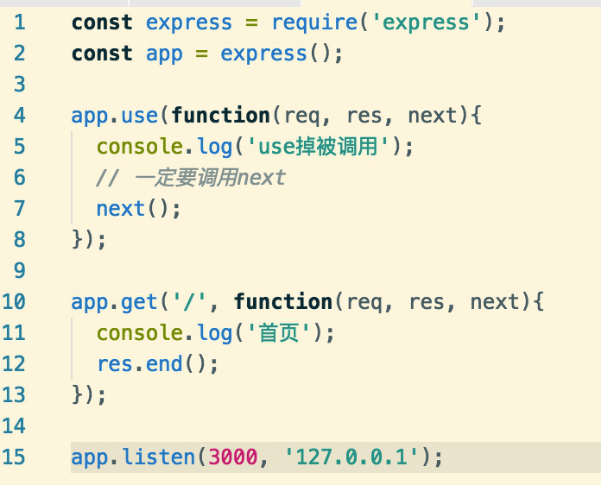 1 const express = require('express');
2 const app = express();
3
4 app.use(function(req, res, next){
5   console.log('use掉被调用');
6   // 一定要调用next
7   next();
8 });
9
10 app.get('/', function(req, res, next){
11   console.log('首页');
12   res.end();
13 });
14
15 app.listen(3000, '127.0.0.1');